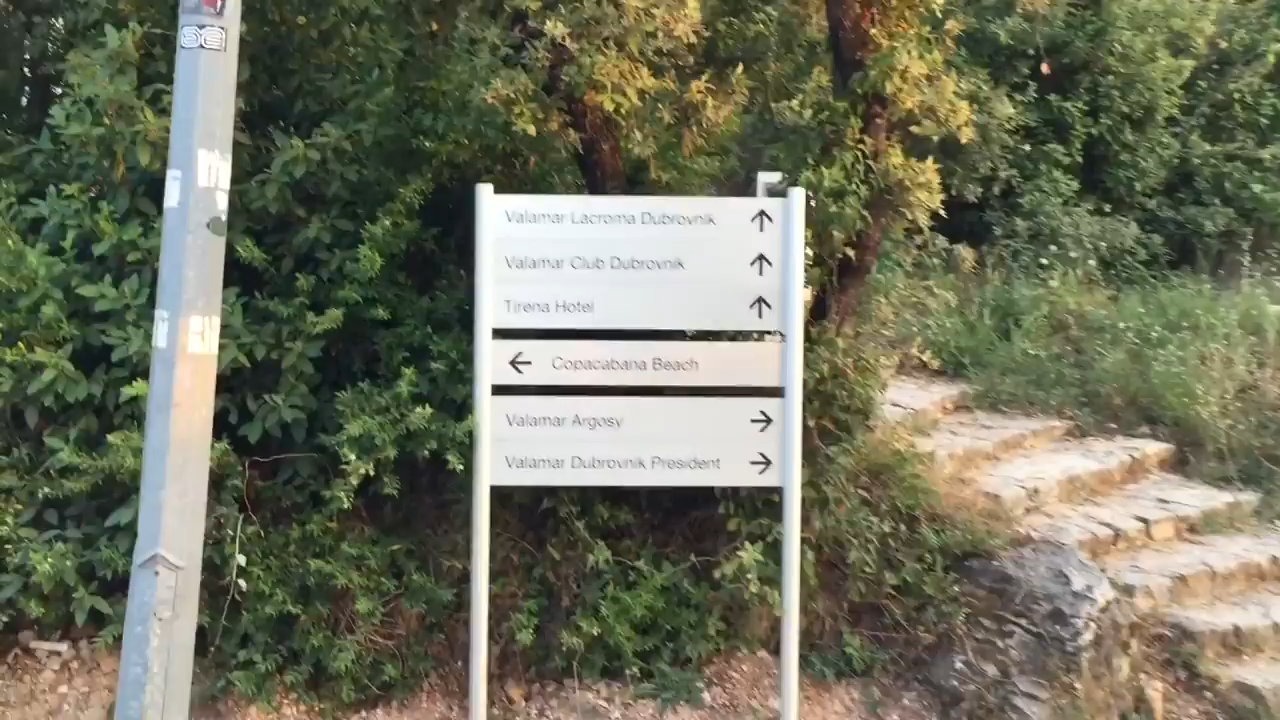 Valamar Lacroma Dubrovnik ↑
Valamar Club Dubrovnik ↑
Tirena Hotel ↑
← Copacabana Beach
Valamar Argosy →
Valamar Dubrovnik President →